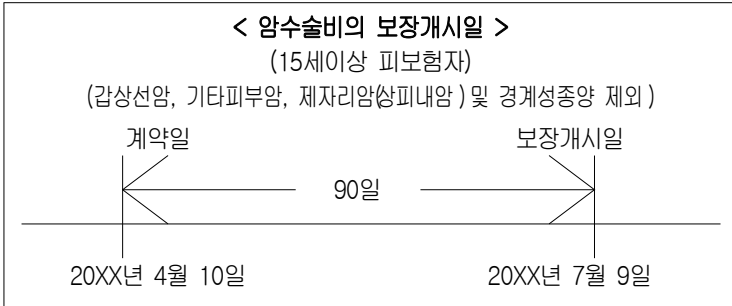 < 암수술비의 보장개시일 >
(15세이상 피보험자)
(갑상선암, 기타피부암, 제자리암(상피내암) 및 경계성종양 제외)
계약일 보장개시일
90일
20XX년 4월 10일 20XX년 7월 9일